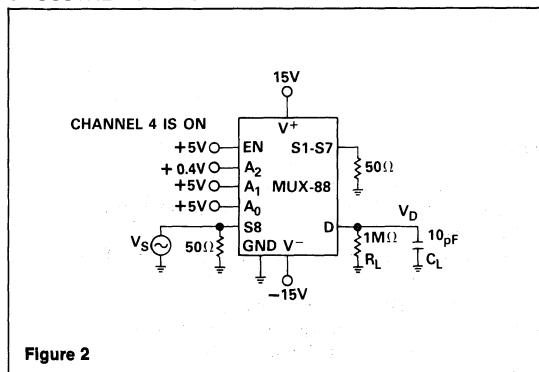 15V
CHANNEL 4 IS ON
V+
+5V EN S1-S7
+0.4V A2
50Ω
+5V A1 MUX-88
+5V A0
VD
S8 D
VS 50Ω GND V− 1MΩ 10pF
RL CL
−15V
Figure 2